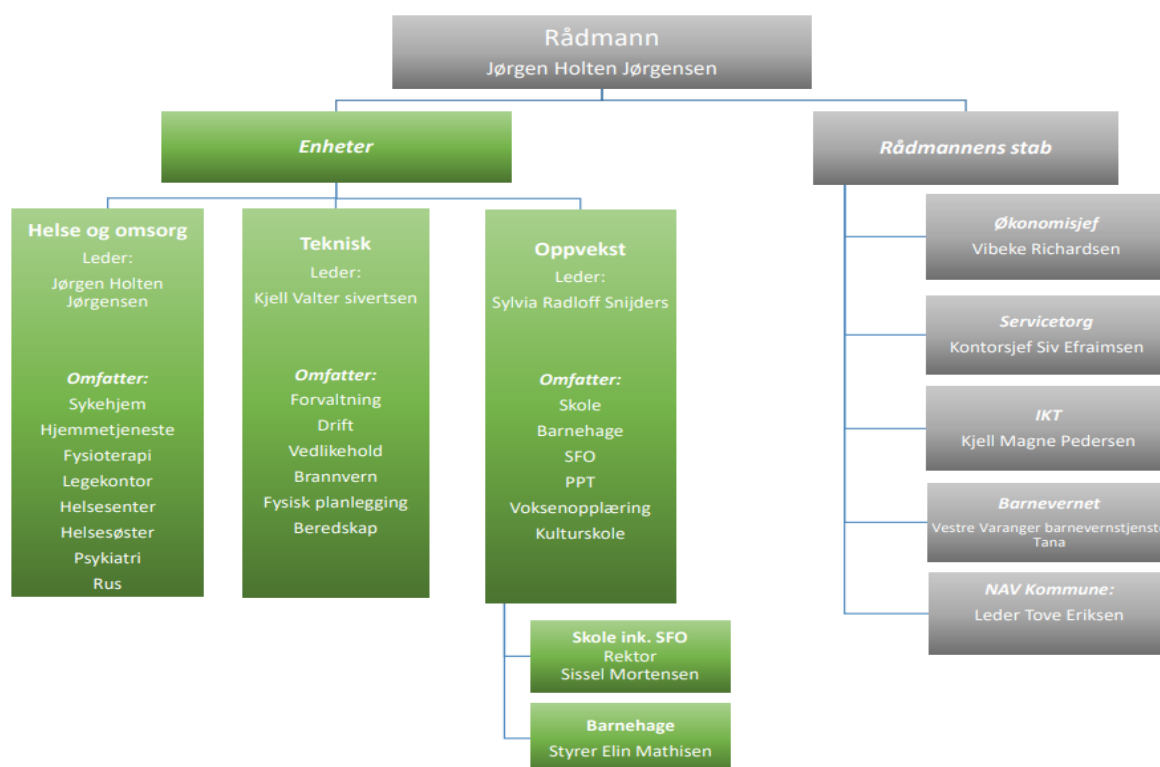 Rådmann
Jørgen Holten Jørgensen
Enheter
Rådmannens stab
Helse og omsorg
Leder:
Jørgen Holten
Jørgensen
Omfatter:
Sykehjem
Hjemmetjeneste
Fysioterapi
Legekontor
Helsesenter
Helsesøster
Psykiatri
Rus
Teknisk
Leder:
Kjell Valter sivertsen
Omfatter:
Forvaltning
Drift
Vedlikehold
Brannvern
Fysisk planlegging
Beredskap
Oppvekst
Leder:
Sylvia Radloff Snijders
Omfatter:
Skole
Barnehage
SFO
PPT
Voksenopplæring
Kulturskole
Skole ink. SFO
Rektor
Sissel Mortensen
Barnehage
Styrer Elin Mathisen
Økonomisjef
Vibeke Richardsen
Servicetorg
Kontorsjef Siv Efraimsen
IKT
Kjell Magne Pedersen
Barnevernet
Vestre Varanger barnevernstjenste
Tana
NAV Kommune:
Leder Tove Eriksen